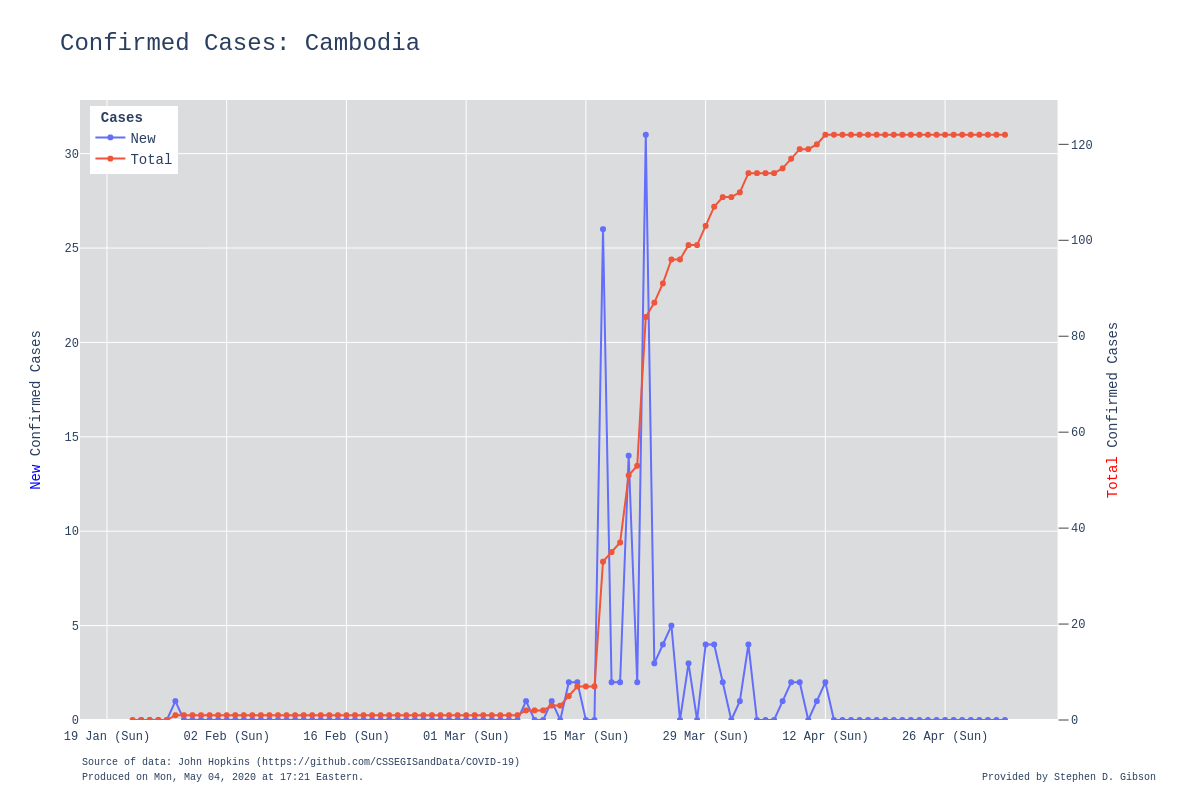 Confirmed Cases: Cambodia
Cases
New
Total
30
25
20
15
10
5
0
New Confirmed Cases
120
100
80
60
40
20
0
Total Confirmed Cases
19 Jan (Sun) 02 Feb (Sun) 16 Feb (Sun) 01 Mar (Sun) 15 Mar (Sun) 29 Mar (Sun) 12 Apr (Sun) 26 Apr (Sun)
Source of data: John Hopkins (https://github.com/CSSEGISandData/COVID-19)
Produced on Mon, May 04, 2020 at 17:21 Eastern.
Provided by Stephen D. Gibson